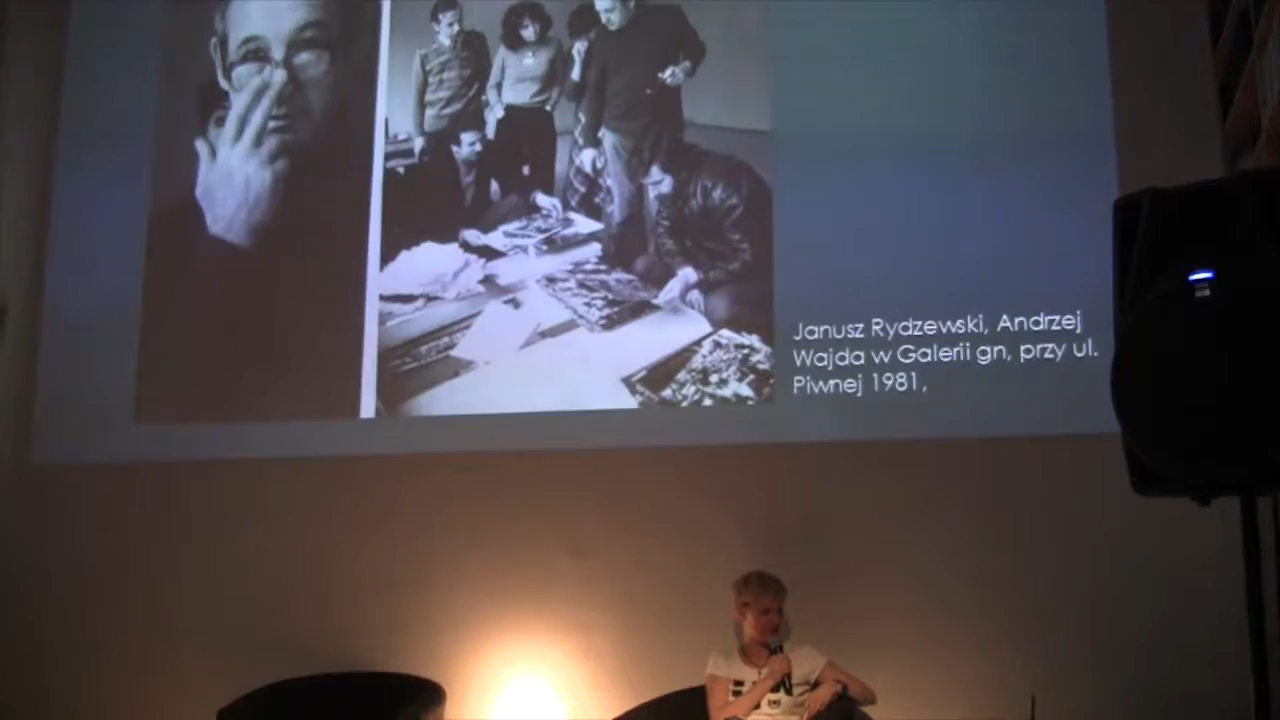 Janusz Rydzewski, Andrzej
Wajda w Galerii gn, przy ul.
Piwnej 1981,